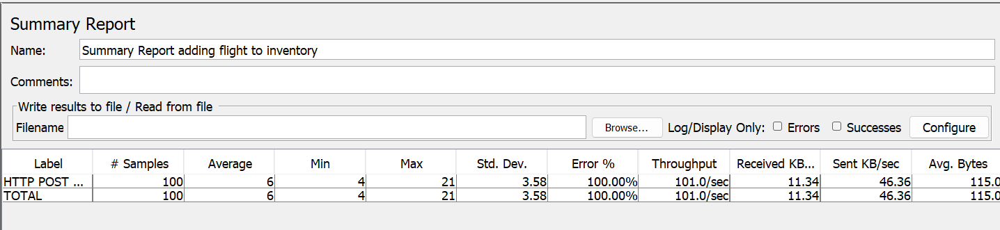 Summary Report
Name: Summary Report adding flight to inventory
Comments:
Write results to file / Read from file
Filename Browse... Log/Display Only: Errors Successes Configure
Label # Samples Average Min Max Std. Dev. Error % Throughput Received KB... Sent KB/sec Avg. Bytes
HTTP POST ... 100 6 4 21 3.58 100.00% 101.0/sec 11.34 46.36 115.0
TOTAL 100 6 4 21 3.58 100.00% 101.0/sec 11.34 46.36 115.0